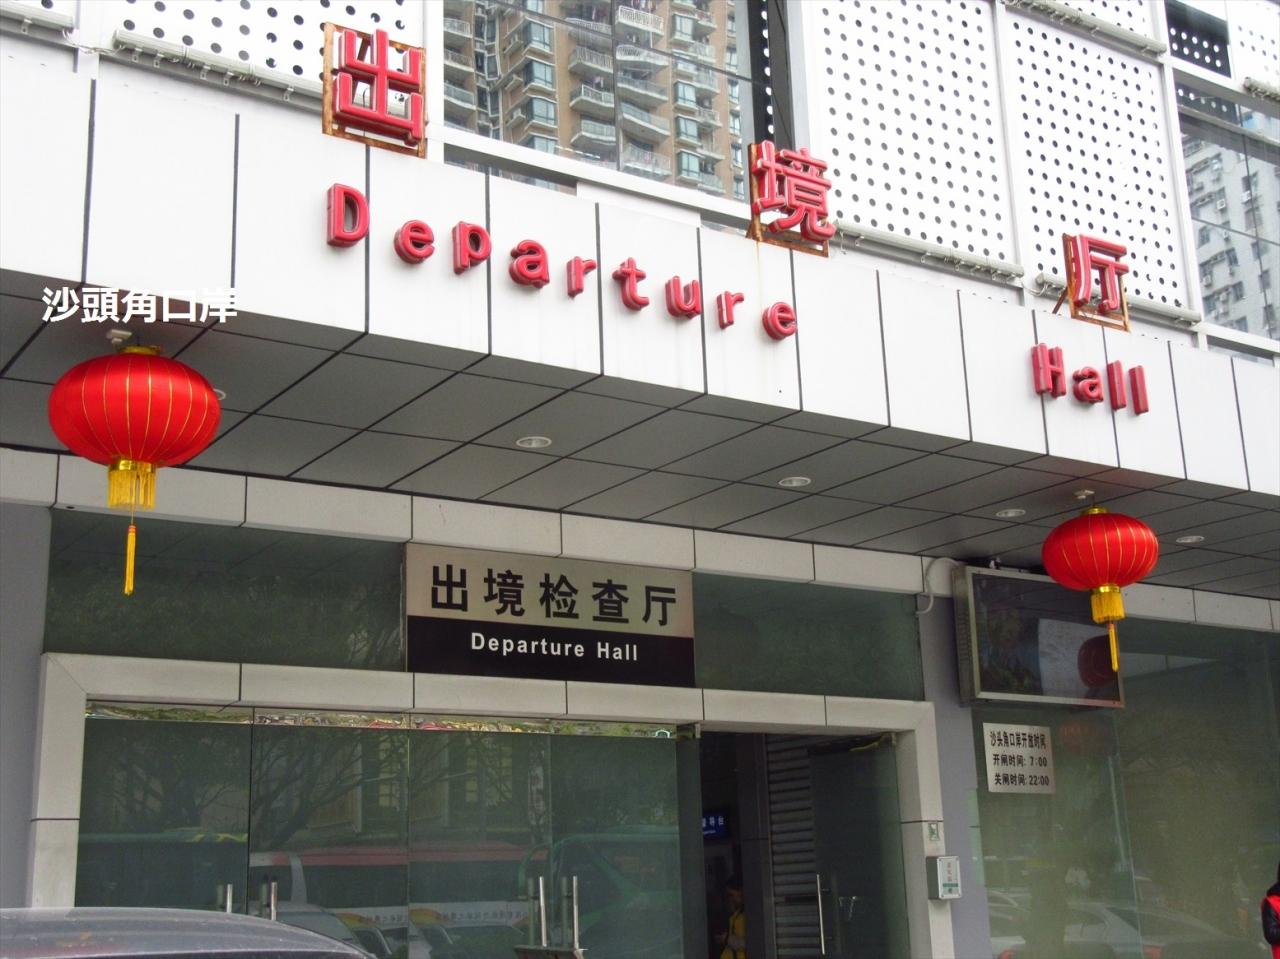 出境厅
Departure Hall
沙頭角口岸
出境检查厅
Departure Hall
沙头角口岸开放时间
开闸时间: 7:00
关闸时间: 22:00